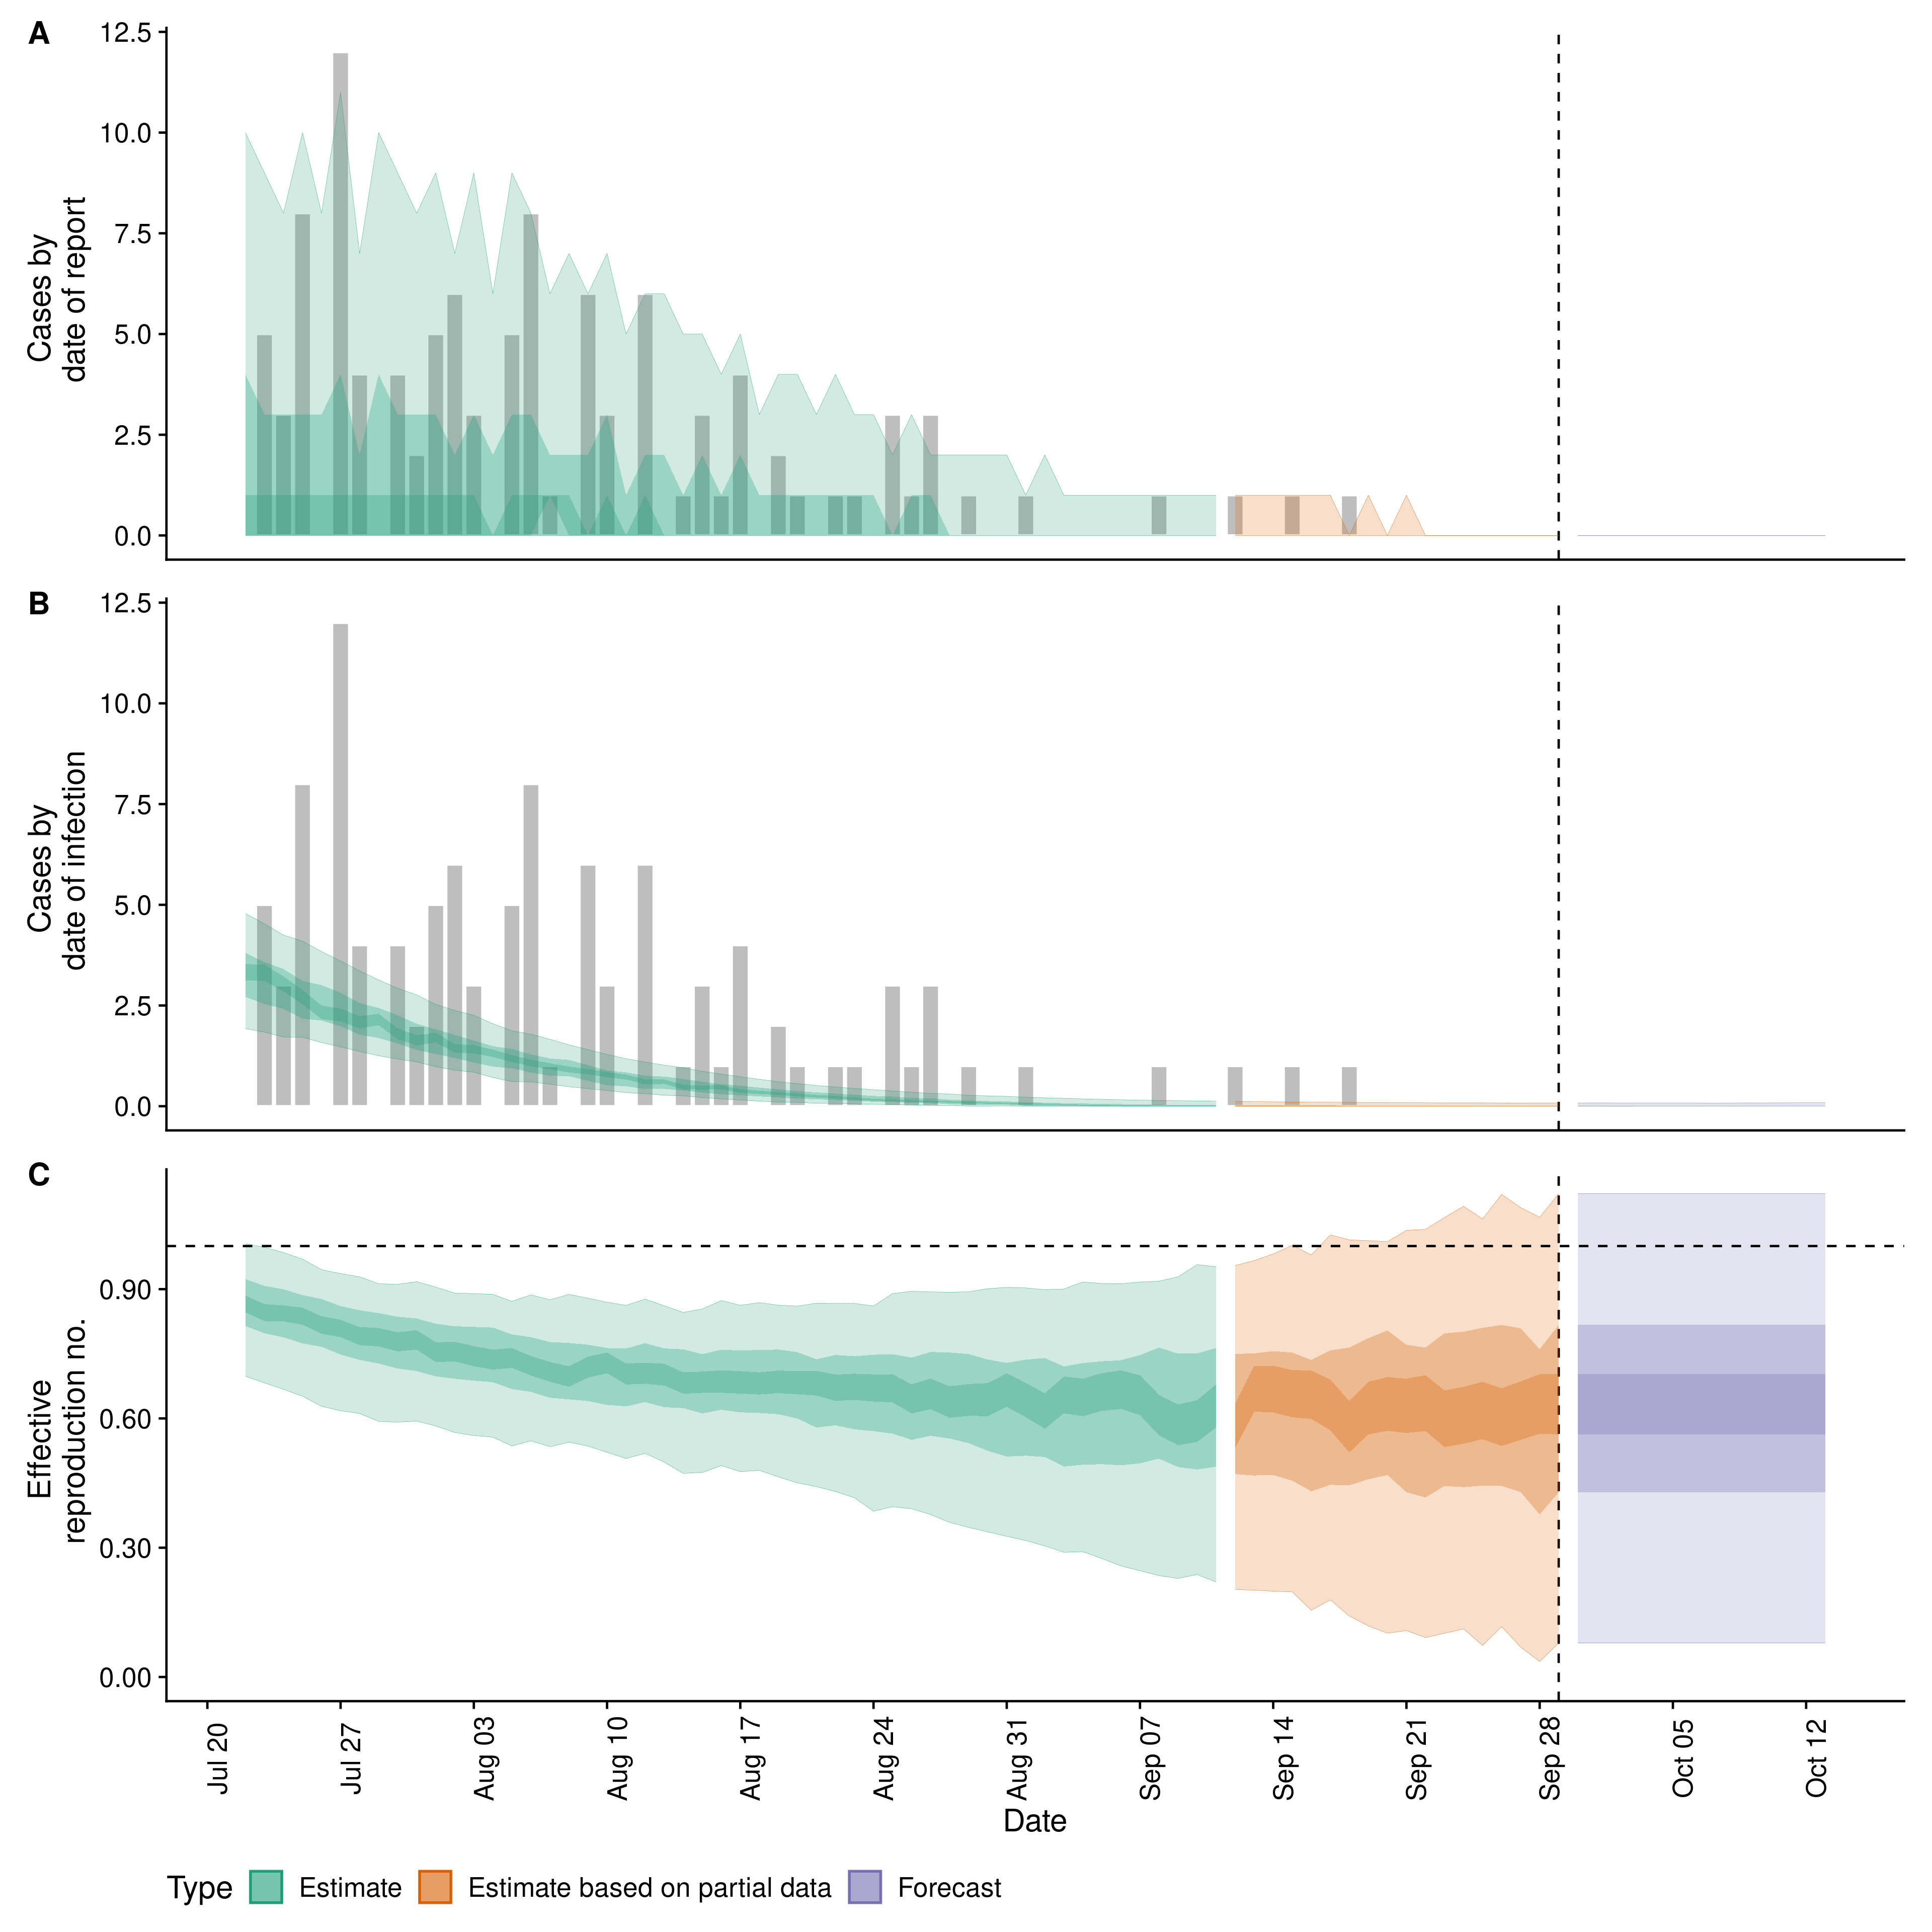 A
12.5
10.0
7.5
5.0
2.5
0.0
Cases by
date of report
B
12.5
10.0
7.5
5.0
2.5
0.0
Cases by
date of infection
C
0.90
0.60
0.30
0.00
Effective
reproduction no.
Jul 20
Jul 27
Aug 03
Aug 10
Aug 17
Aug 24
Aug 31
Sep 07
Sep 14
Sep 21
Sep 28
Oct 05
Oct 12
Date
Type Estimate Estimate based on partial data Forecast